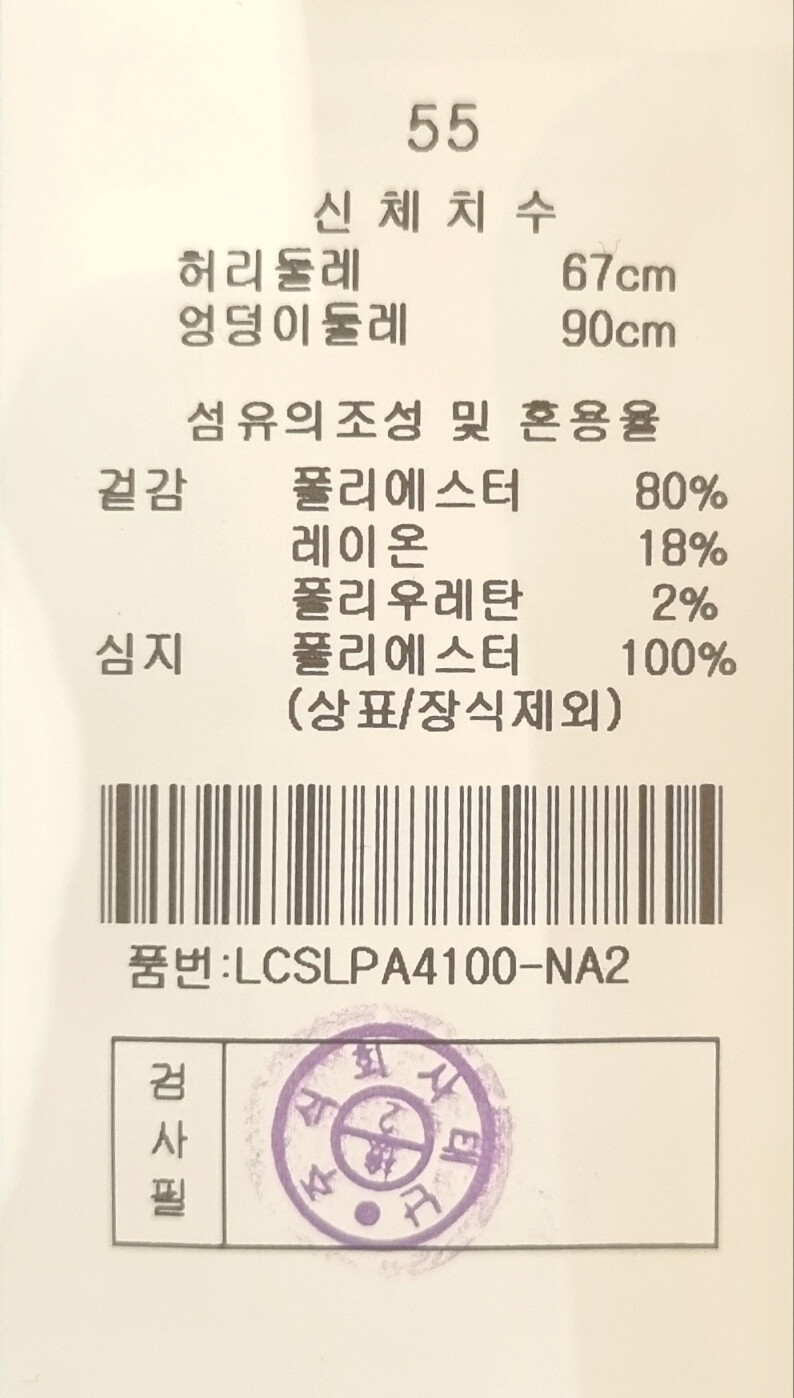 55
신체치수
허리둘레 67cm
엉덩이둘레 90cm
섬유의조성 및 혼용율
겉감 폴리에스터 80%
레이온 18%
폴리우레탄 2%
심지 폴리에스터 100%
(상표/장식제외)
품번:LCSLPA4100-NA2
검사필